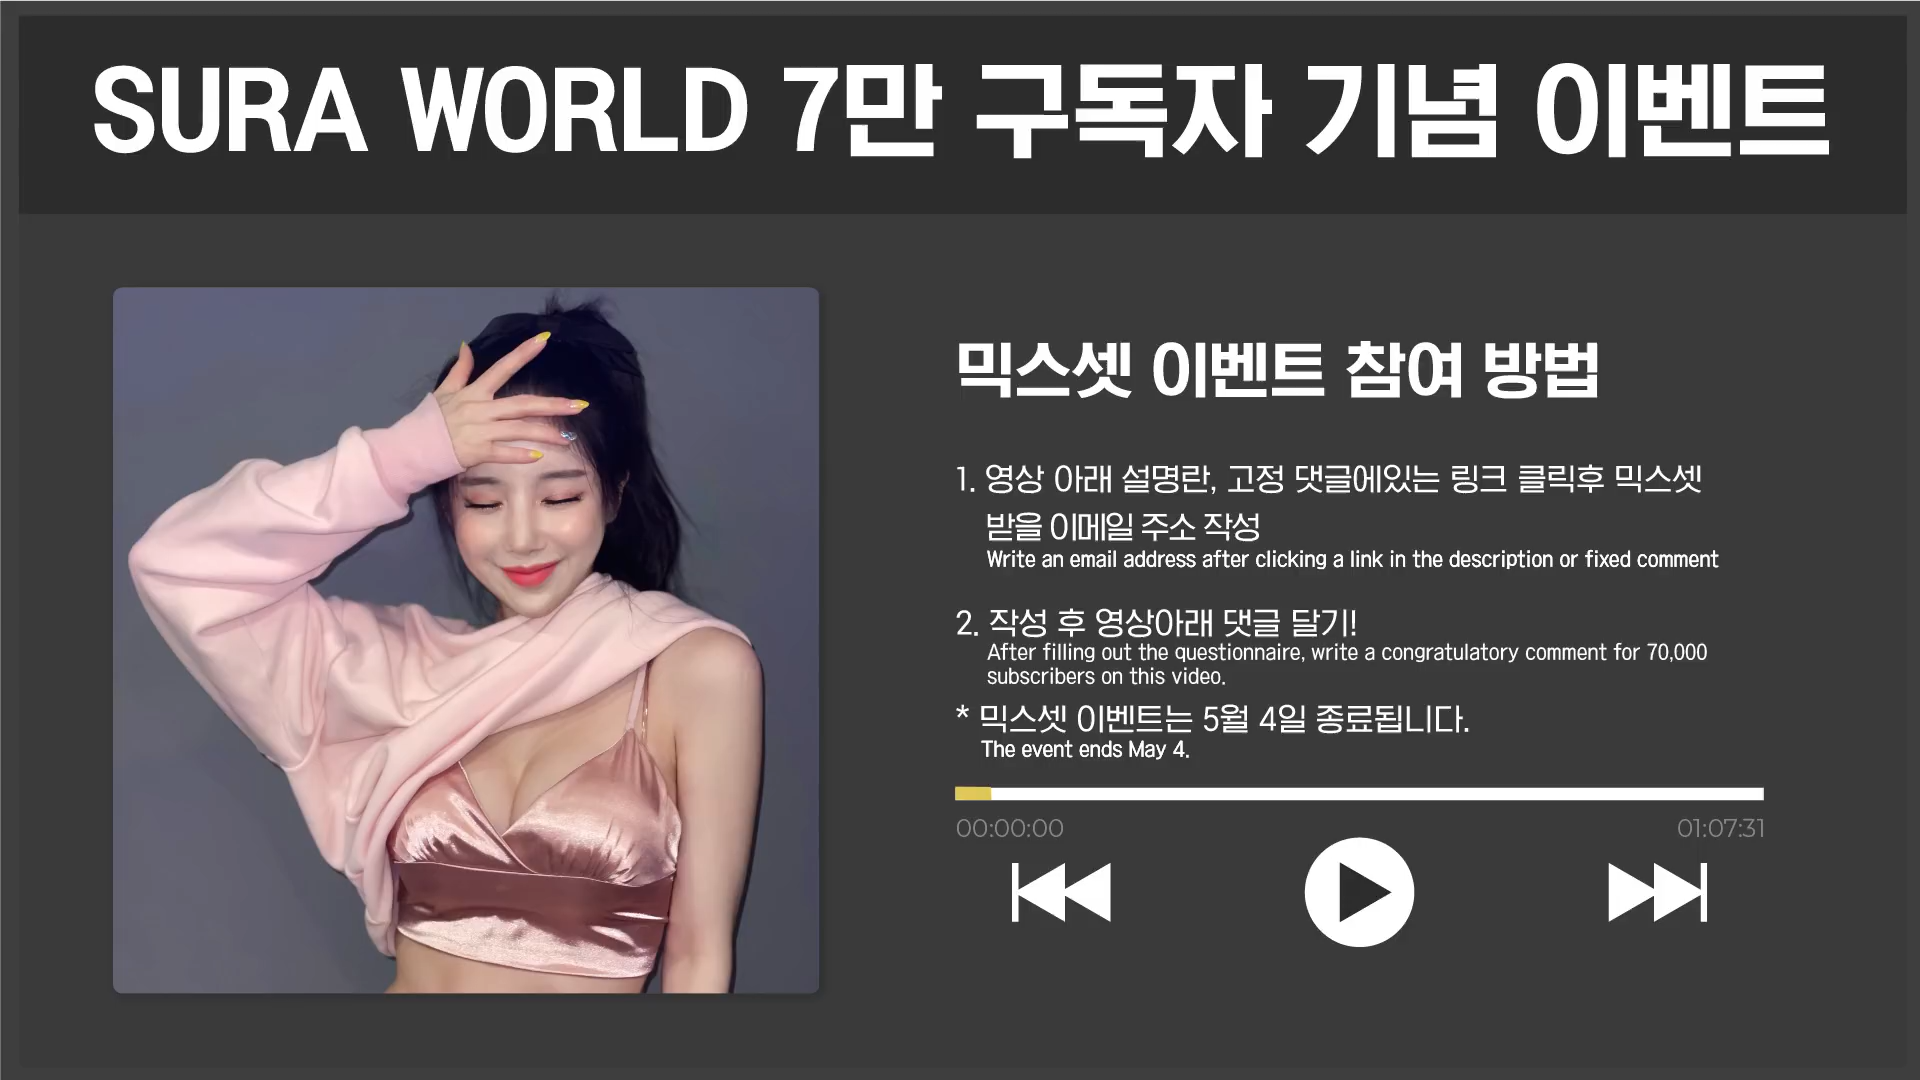 SURA WORLD 7만 구독자 기념 이벤트
믹스셋 이벤트 참여 방법
1. 영상 아래 설명란, 고정 댓글에있는 링크 클릭후 믹스셋
받을 이메일 주소 작성
Write an email address after clicking a link in the description or fixed comment
2. 작성 후 영상아래 댓글 달기!
After filling out the questionnaire, write a congratulatory comment for 70,000
subscribers on this video.
* 믹스셋 이벤트는 5월 4일 종료됩니다.
The event ends May 4.
00:00:00 01:07:31